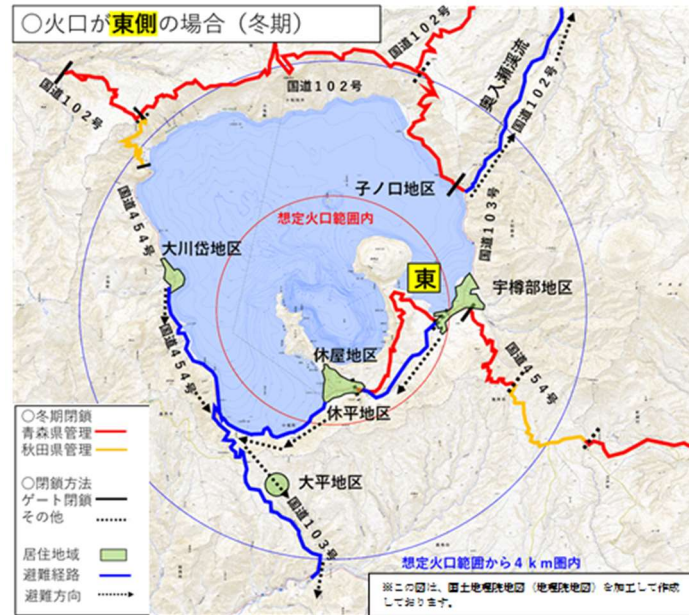 ○火口が東側の場合（冬期）
国道１０２号
国道１０２号
国道１０２号
奥入瀬渓流
国道１０２号
子ノ口地区
国道１０３号
国道４５４号
想定火口範囲内
大川岱地区
東
宇樽部地区
国道４５４号
休屋地区
国道４５４号
休平地区
大平地区
国道１０３号
○冬期閉鎖
青森県管理
秋田県管理
○閉鎖方法
ゲート閉鎖
その他
居住地域
避難経路
避難方向
想定火口範囲から４ｋｍ圏内
※この図は、国土地理院地図（地理院地図）を加工して作成
しております。